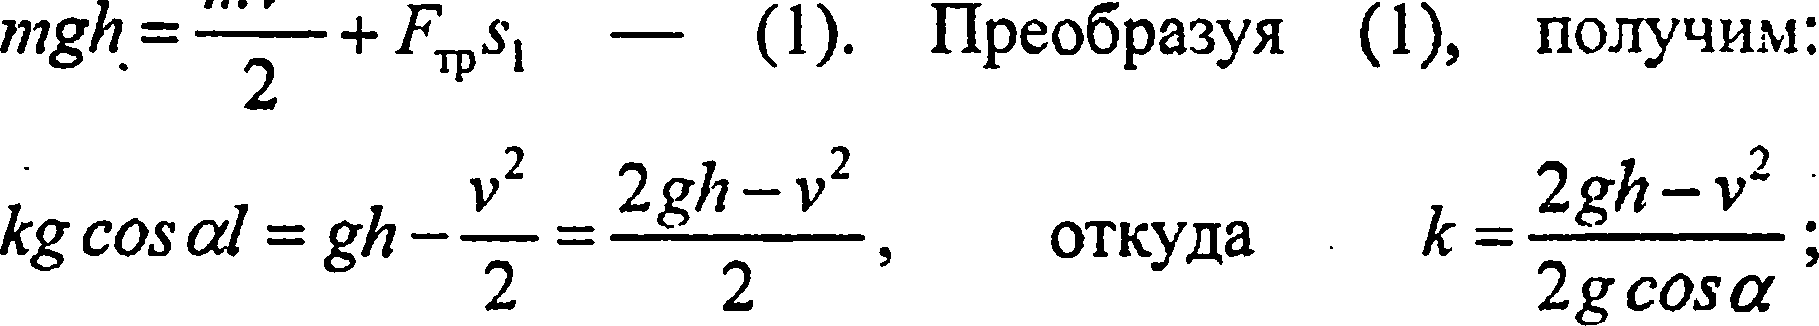 mgh = mv/2 + F_тр s_1 — (1). Преобразуя (1), получим:
kg cos αl = gh − v²/2 = (2gh − v²)/2, откуда k = (2gh − v²)/(2g cos α);